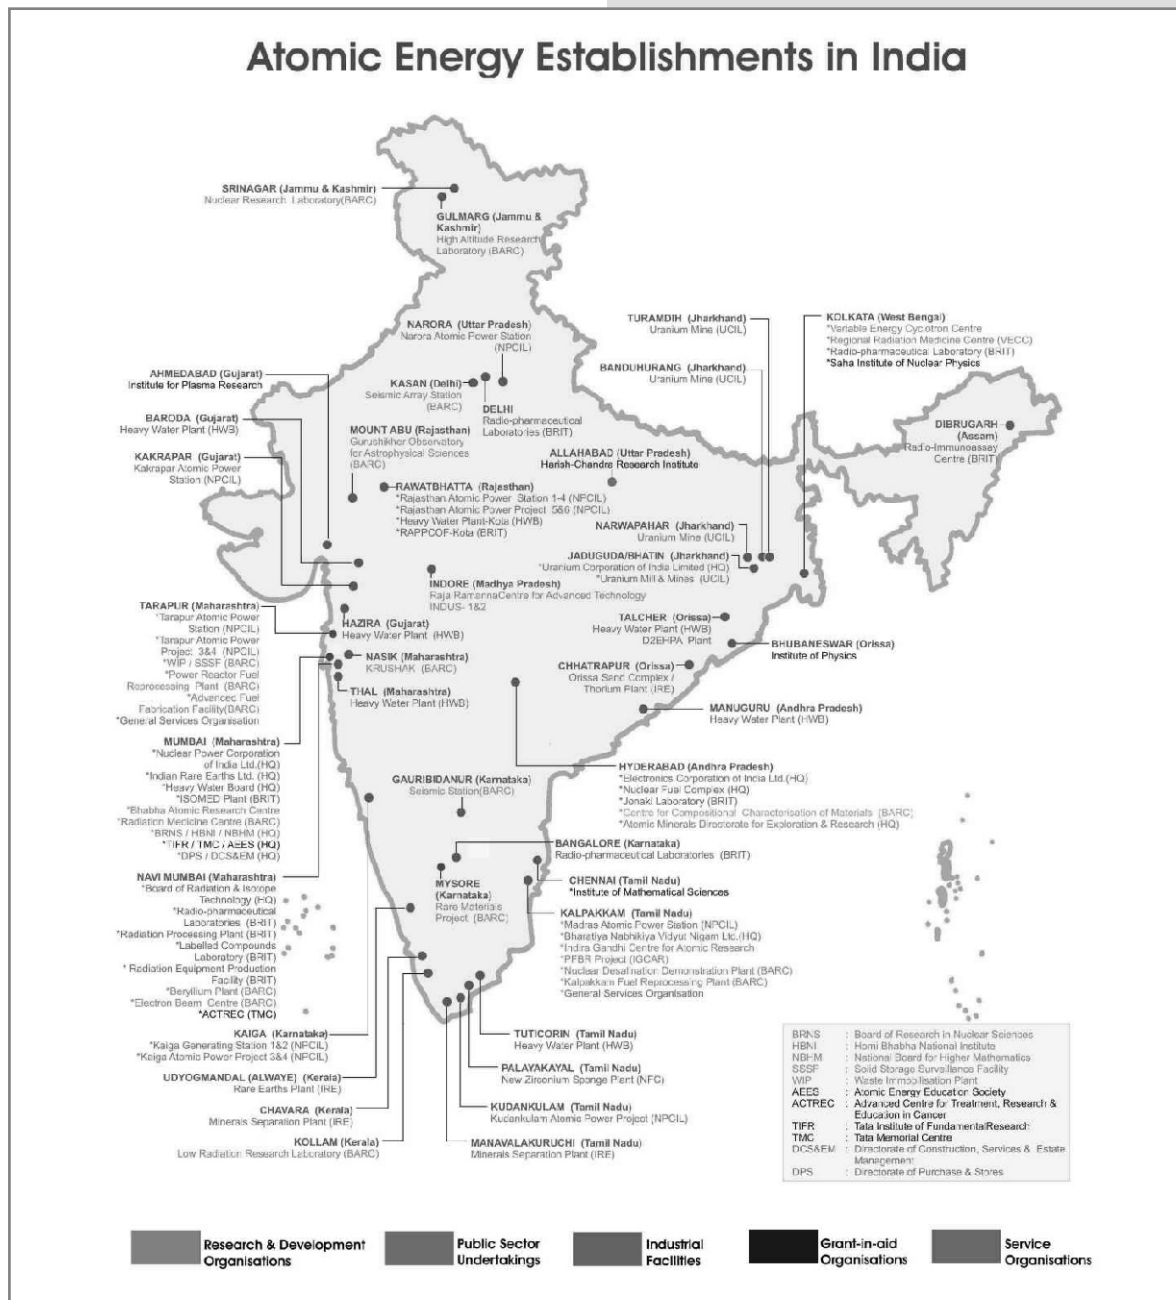 Atomic Energy Establishments in India
SRINAGAR (Jammu & Kashmir)
Nuclear Research Laboratory(BARC)
GULMARG (Jammu &
Kashmir)
High Altitude Research
Laboratory (BARC)
NARORA (Uttar Pradesh)
Narora Atomic Power Station
(NPCIL)
TURAMDIH (Jharkhand)
Uranium Mine (UCIL)
KOLKATA (West Bengal)
*Variable Energy Cyclotron Centre
*Regional Radiation Medicine Centre (VECC)
*Radio-pharmaceutical Laboratory (BRIT)
*Saha Institute of Nuclear Physics
BANDUHURANG (Jharkhand)
Uranium Mine (UCIL)
AHMEDABAD (Gujarat)
Institute for Plasma Research
KASAN (Delhi)
Seismic Array Station
(BARC)
DELHI
Radio-pharmaceutical
Laboratories (BRIT)
BARODA (Gujarat)
Heavy Water Plant (HWB)
MOUNT ABU (Rajasthan)
Gurushikhor Observatory
for Astrophysical Sciences
(BARC)
DIBRUGARH
(Assam)
Radio-Immunoassay
Centre (BRIT)
KAKRAPAR (Gujarat)
Kakrapar Atomic Power
Station (NPCIL)
ALLAHABAD (Uttar Pradesh)
Harish-Chandra Research Institute
RAWATBHATTA (Rajasthan)
*Rajasthan Atomic Power Station 1-4 (NPCIL)
*Rajasthan Atomic Power Project 5&6 (NPCIL)
*Heavy Water Plant-Kota (HWB)
*RAPPCOF-Kota (BRIT)
NARWAPAHAR (Jharkhand)
Uranium Mine (UCIL)
JADUGUDA/BHATIN (Jharkhand)
*Uranium Corporation of India Limited (HQ)
*Uranium Mill & Mines (UCIL)
INDORE (Madhya Pradesh)
Raja RamannaCentre for Advanced Technology
INDUS- 1&2
TARAPUR (Maharashtra)
*Tarapur Atomic Power
Station (NPCIL)
*Tarapur Atomic Power
Project 3&4 (NPCIL)
*WIP / SSSF (BARC)
*Power Reactor Fuel
Reprocessing Plant (BARC)
*Advanced Fuel
Fabrication Facility(BARC)
*General Services Organisation
HAZIRA (Gujarat)
Heavy Water Plant (HWB)
TALCHER (Orissa)
Heavy Water Plant (HWB)
D2EHPA Plant
BHUBANESWAR (Orissa)
Institute of Physics
NASIK (Maharashtra)
KRUSHAK (BARC)
CHHATRAPUR (Orissa)
Orissa Sand Complex /
Thorium Plant (IRE)
THAL (Maharashtra)
Heavy Water Plant (HWB)
MANUGURU (Andhra Pradesh)
Heavy Water Plant (HWB)
MUMBAI (Maharashtra)
*Nuclear Power Corporation
of India Ltd.(HQ)
*Indian Rare Earths Ltd. (HQ)
*Heavy Water Board (HQ)
*ISOMED Plant (BRIT)
*Bhabha Atomic Research Centre
*Radiation Medicine Centre (BARC)
*BRNS / HBNI / NBHM (HQ)
*TIFR / TMC / AEES (HQ)
*DPS / DCS&EM (HQ)
HYDERABAD (Andhra Pradesh)
*Electronics Corporation of India Ltd.(HQ)
*Nuclear Fuel Complex (HQ)
*Jonaki Laboratory (BRIT)
*Centre for Compositional Characterisation of Materials (BARC)
*Atomic Minerals Directorate for Exploration & Research (HQ)
GAURIBIDANUR (Karnataka)
Seismic Station(BARC)
BANGALORE (Karnataka)
Radio-pharmaceutical Laboratories (BRIT)
NAVI MUMBAI (Maharashtra)
*Board of Radiation & Isotope
Technology (HQ)
*Radio-pharmaceutical
Laboratories (BRIT)
*Radiation Processing Plant (BRIT)
*Labelled Compounds
Laboratory (BRIT)
* Radiation Equipment Production
Facility (BRIT)
*Beryllium Plant (BARC)
*Electron Beam Centre (BARC)
*ACTREC (TMC)
MYSORE
(Karnataka)
Rare Materials
Project (BARC)
CHENNAI (Tamil Nadu)
*Institute of Mathematical Sciences
KALPAKKAM (Tamil Nadu)
*Madras Atomic Power Station (NPCIL)
*Bharatiya Nabhikiya Vidyut Nigam Ltd.(HQ)
*Indira Gandhi Centre for Atomic Research
*PFBR Project (IGCAR)
*Nuclear Desalination Demonstration Plant (BARC)
*Kalpakkam Fuel Reprocessing Plant (BARC)
*General Services Organisation
KAIGA (Karnataka)
*Kaiga Generating Station 1&2 (NPCIL)
*Kaiga Atomic Power Project 3&4 (NPCIL)
TUTICORIN (Tamil Nadu)
Heavy Water Plant (HWB)
UDYOGMANDAL (ALWAYE) (Kerala)
Rare Earths Plant (IRE)
PALAYAKAYAL (Tamil Nadu)
New Zirconium Sponge Plant (NFC)
CHAVARA (Kerala)
Minerals Separation Plant (IRE)
KUDANKULAM (Tamil Nadu)
Kudankulam Atomic Power Project (NPCIL)
KOLLAM (Kerala)
Low Radiation Research Laboratory (BARC)
MANAVALAKURUCHI (Tamil Nadu)
Minerals Separation Plant (IRE)
BRNS : Board of Research in Nuclear Sciences
HBNI : Homi Bhabha National Institute
NBHM : National Board for Higher Mathematics
SSSF : Solid Storage Surveillance Facility
WIP : Waste Immobilisation Plant
AEES : Atomic Energy Education Society
ACTREC : Advanced Centre for Treatment, Research &
Education in Cancer
TIFR : Tata Institute of FundamentalResearch
TMC : Tata Memorial Centre
DCS&EM : Directorate of Construction, Services & Estate
Management
DPS : Directorate of Purchase & Stores
Research & Development
Organisations
Public Sector
Undertakings
Industrial
Facilities
Grant-in-aid
Organisations
Service
Organisations